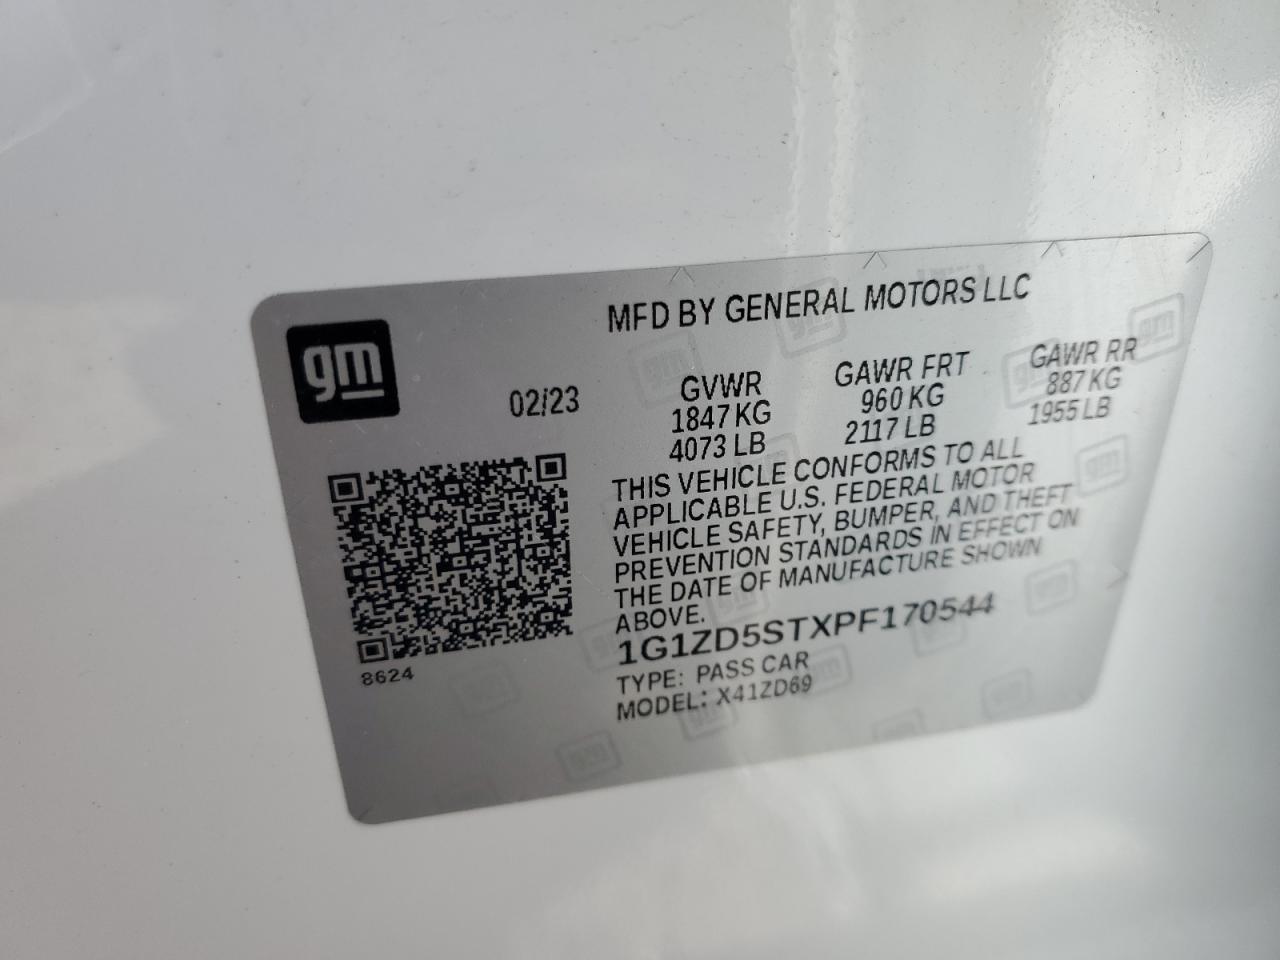 MFD BY GENERAL MOTORS LLC
gm
02/23
GVWR
1847 KG
4073 LB
GAWR FRT
960 KG
2117 LB
GAWR RR
887 KG
1955 LB
THIS VEHICLE CONFORMS TO ALL
APPLICABLE U.S. FEDERAL MOTOR
VEHICLE SAFETY, BUMPER, AND THEFT
PREVENTION STANDARDS IN EFFECT ON
THE DATE OF MANUFACTURE SHOWN
ABOVE.
1G1ZD5STXPF170544
TYPE: PASS CAR
MODEL: X41ZD69
8624